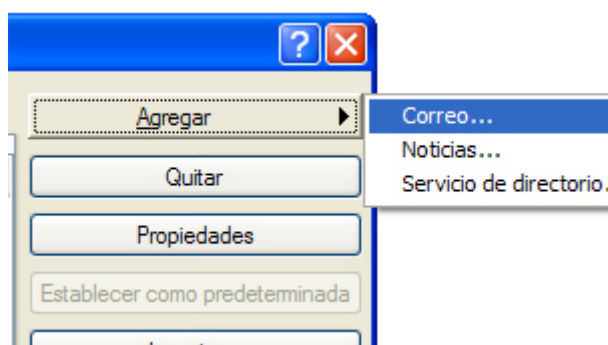 ?
Agregar
Correo...
Noticias...
Servicio de directorio.
Quitar
Propiedades
Establecer como predeterminada